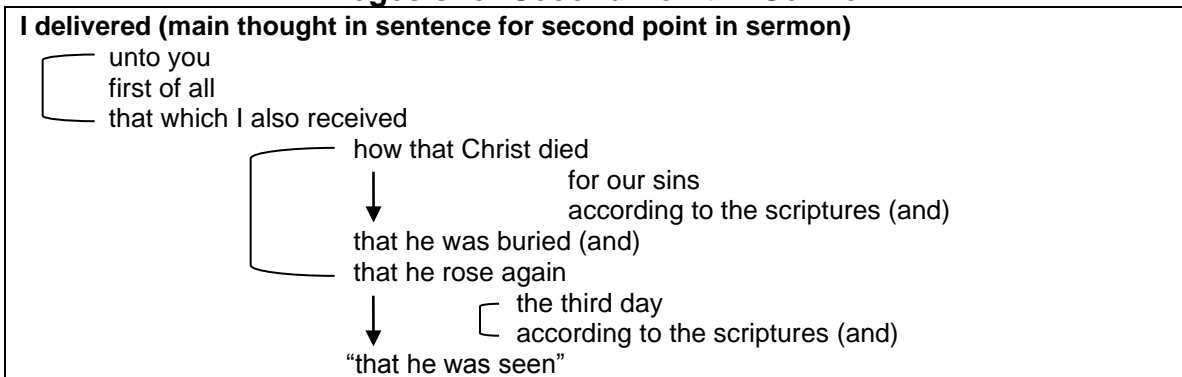 I delivered (main thought in sentence for second point in sermon)
unto you
first of all
that which I also received
how that Christ died
for our sins
according to the scriptures (and)
that he was buried (and)
that he rose again
the third day
according to the scriptures (and)
“that he was seen”